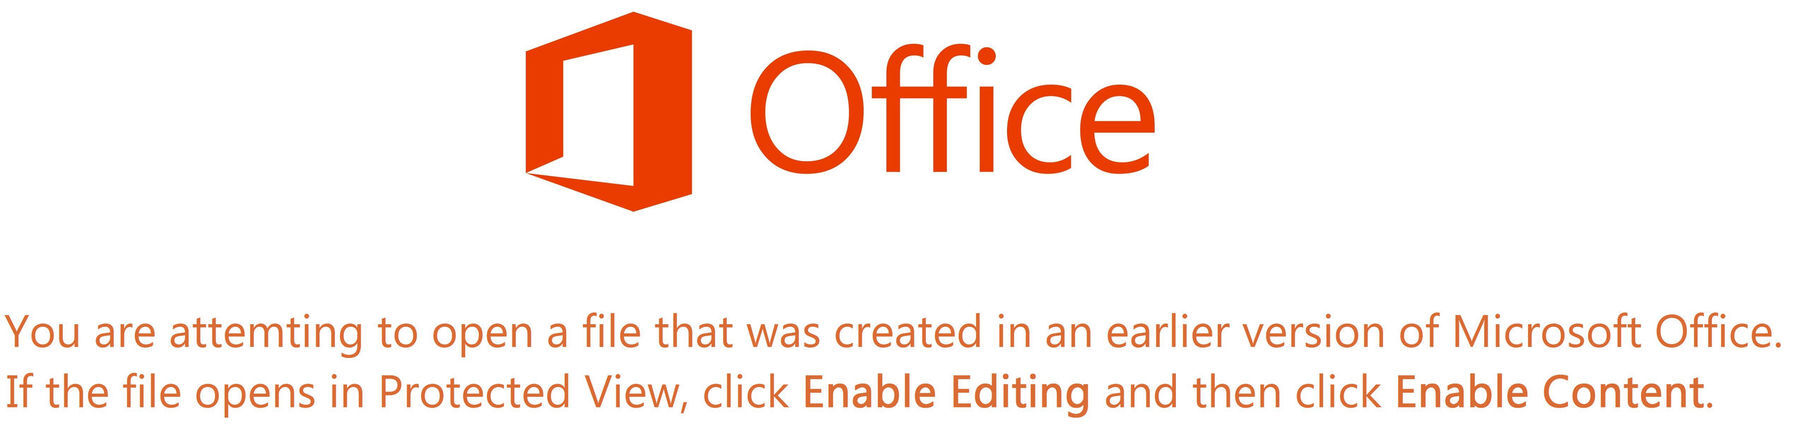 Office
You are attemting to open a file that was created in an earlier version of Microsoft Office.
If the file opens in Protected View, click Enable Editing and then click Enable Content.